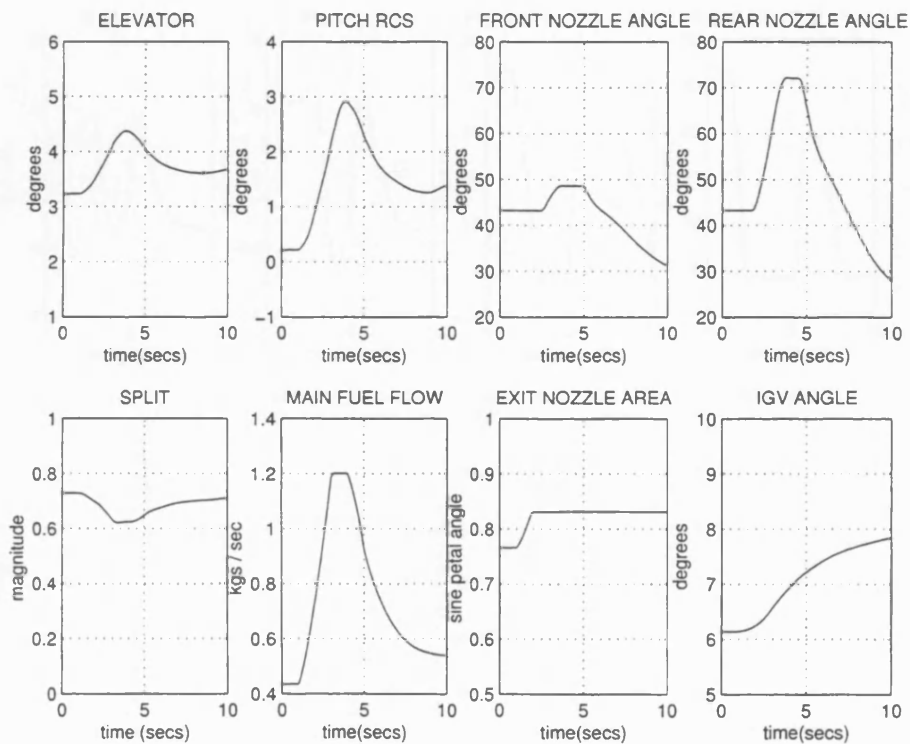 ELEVATOR
6
5
4
3
2
1
degrees
0 5 10
time(secs)
PITCH RCS
4
3
2
1
0
−1
degrees
0 5 10
time(secs)
FRONT NOZZLE ANGLE
80
70
60
50
40
30
20
degrees
0 5 10
time(secs)
REAR NOZZLE ANGLE
80
70
60
50
40
30
20
degrees
0 5 10
time(secs)
SPLIT
1
0.8
0.6
0.4
0.2
0
magnitude
0 5 10
time (secs)
MAIN FUEL FLOW
1.4
1.2
1
0.8
0.6
0.4
kgs / sec
0 5 10
time(secs)
EXIT NOZZLE AREA
1
0.9
0.8
0.7
0.6
0.5
sine petal angle
0 5 10
time(secs)
IGV ANGLE
10
9
8
7
6
5
degrees
0 5 10
time(secs)